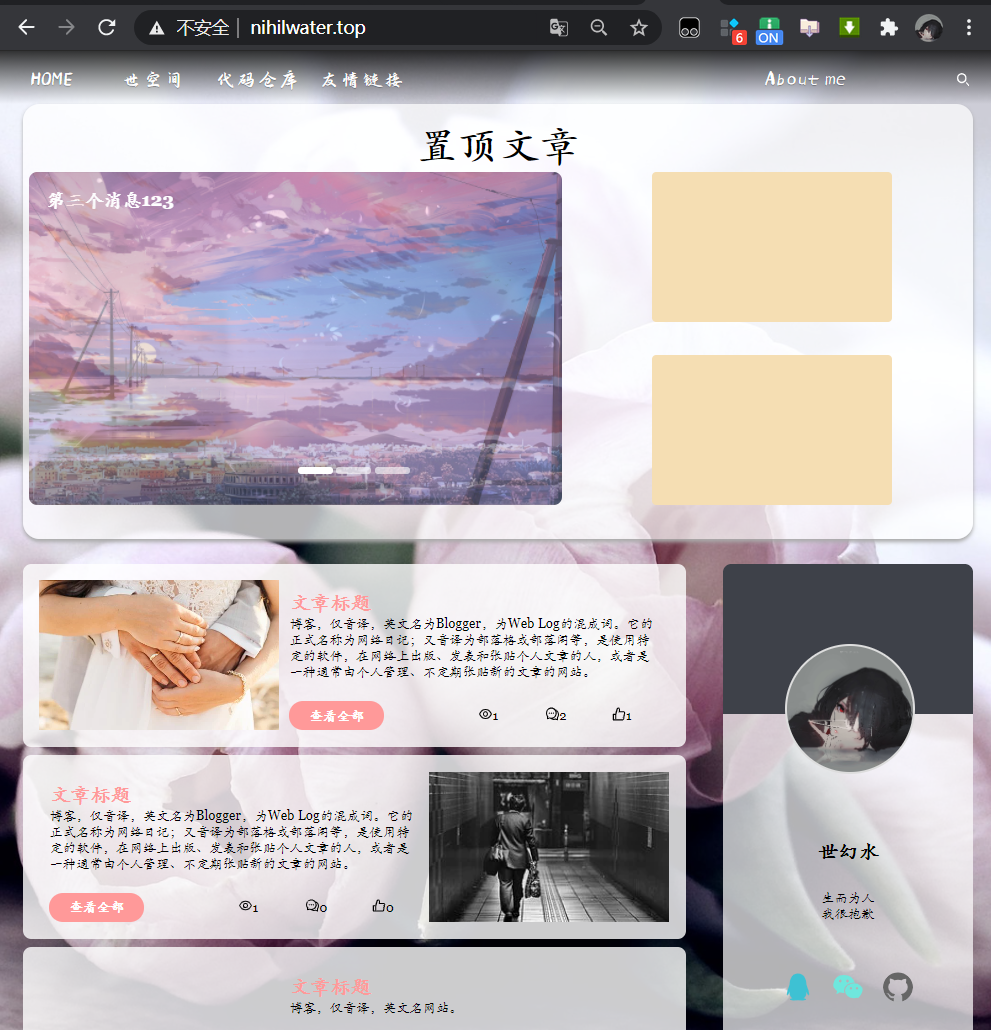 不安全 nihilwater.top
6
ON
HOME 世空间 代码仓库 友情链接 About me
置顶文章
第三个消息123
文章标题
博客，仅音译，英文名为Blogger，为Web Log的混成词。它的
正式名称为网络日记；又音译为部落格或部落阁等，是使用特
定的软件，在网络上出版、发表和张贴个人文章的人，或者是
一种通常由个人管理、不定期张贴新的文章的网站。
查看全部 1 2 1
文章标题
博客，仅音译，英文名为Blogger，为Web Log的混成词。它的
正式名称为网络日记；又音译为部落格或部落阁等，是使用特
定的软件，在网络上出版、发表和张贴个人文章的人，或者是
一种通常由个人管理、不定期张贴新的文章的网站。
查看全部 1 0 0
文章标题
博客，仅音译，英文名网站。
世幻水
生而为人
我很抱歉